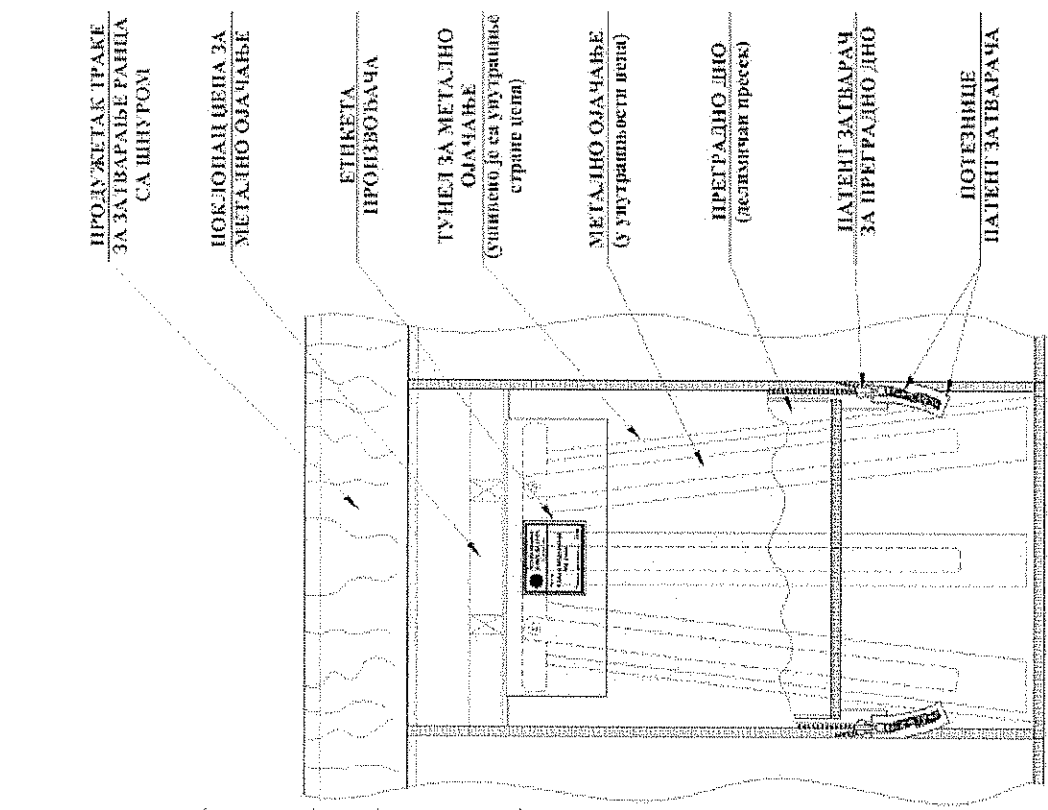 ПРОДУЖЕТАК ТРАКЕ
ЗА ЗАТВАРАЊЕ РАНЦА
СА ШНУРОМ
ПОКЛОПАЦ ЏЕПА ЗА
МЕТАЛНО ОЈАЧАЊЕ
ЕТИКЕТА
ПРОИЗВОЂАЧА
ТУНЕЛ ЗА МЕТАЛНО
ОЈАЧАЊЕ
(ушивено је са унутрашње
стране џепа)
МЕТАЛНО ОЈАЧАЊЕ
(у унутрашњости џепа)
ПРЕГРАДНО ДНО
(делимичан пресек)
ПАТЕНТ ЗАТВАРАЧ
ЗА ПРЕГРАДНО ДНО
ПОТЕЗНИЦЕ
ПАТЕНТ ЗАТВАРАЧА